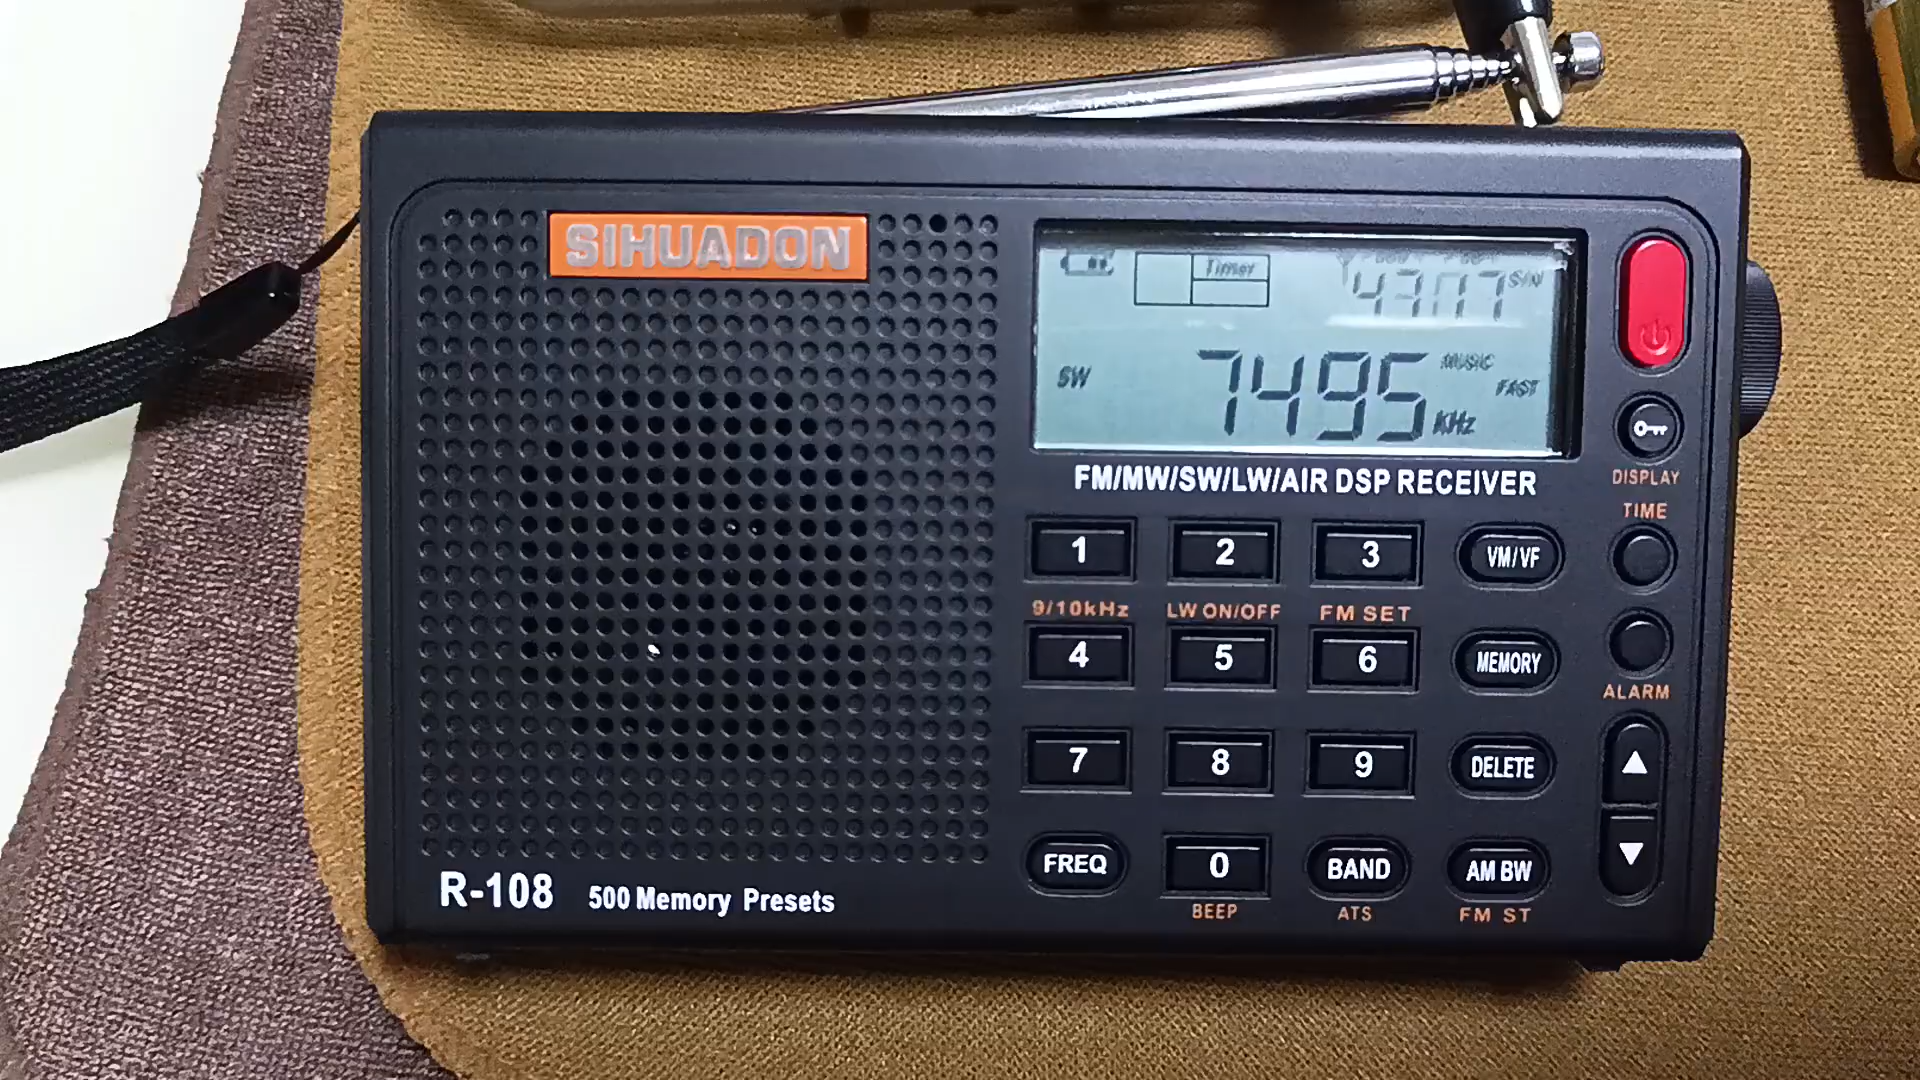 SIHUADON
Timer
S/N
SW
7495
MUSIC
FAST
KHz
FM/MW/SW/LW/AIR DSP RECEIVER
DISPLAY
TIME
1 2 3 VM/VF
9/10kHz LW ON/OFF FM SET
4 5 6 MEMORY
ALARM
7 8 9 DELETE
FREQ 0 BAND AM BW
BEEP ATS FM ST
R-108 500 Memory Presets